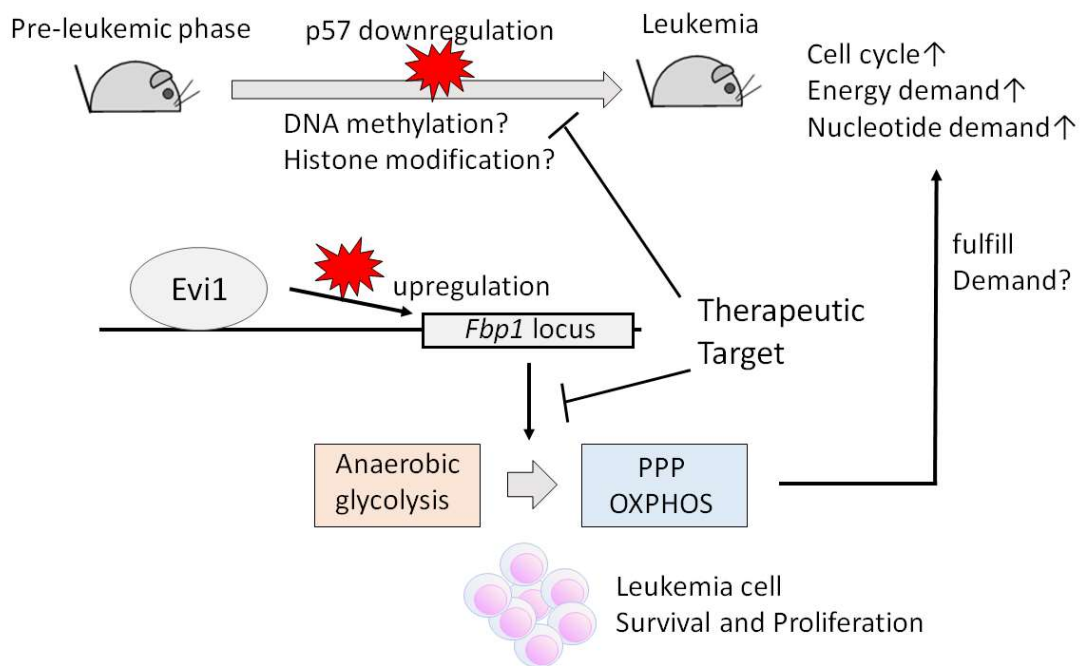 Pre-leukemic phase
p57 downregulation
Leukemia
Cell cycle↑
Energy demand↑
Nucleotide demand↑
DNA methylation?
Histone modification?
fulfill
Demand?
Evi1
upregulation
Fbp1 locus
Therapeutic
Target
Anaerobic
glycolysis
PPP
OXPHOS
Leukemia cell
Survival and Proliferation